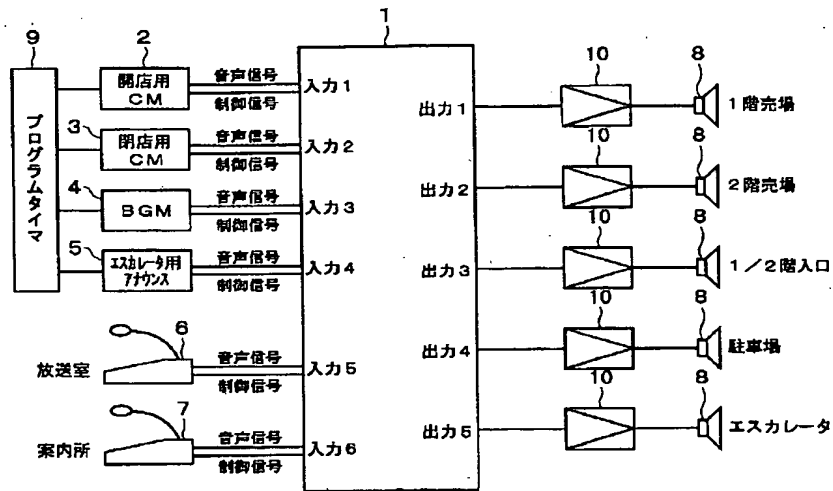 1
9
プログラムタイマ
2
開店用
CM
音声信号
制御信号
入力1
3
閉店用
CM
音声信号
制御信号
入力2
4
BGM
音声信号
制御信号
入力3
5
エスカレータ用
アナウンス
音声信号
制御信号
入力4
放送室
6
音声信号
制御信号
入力5
案内所
7
音声信号
制御信号
入力6
出力1
10
8
1階売場
出力2
10
8
2階売場
出力3
10
8
1／2階入口
出力4
10
8
駐車場
出力5
10
8
エスカレータ